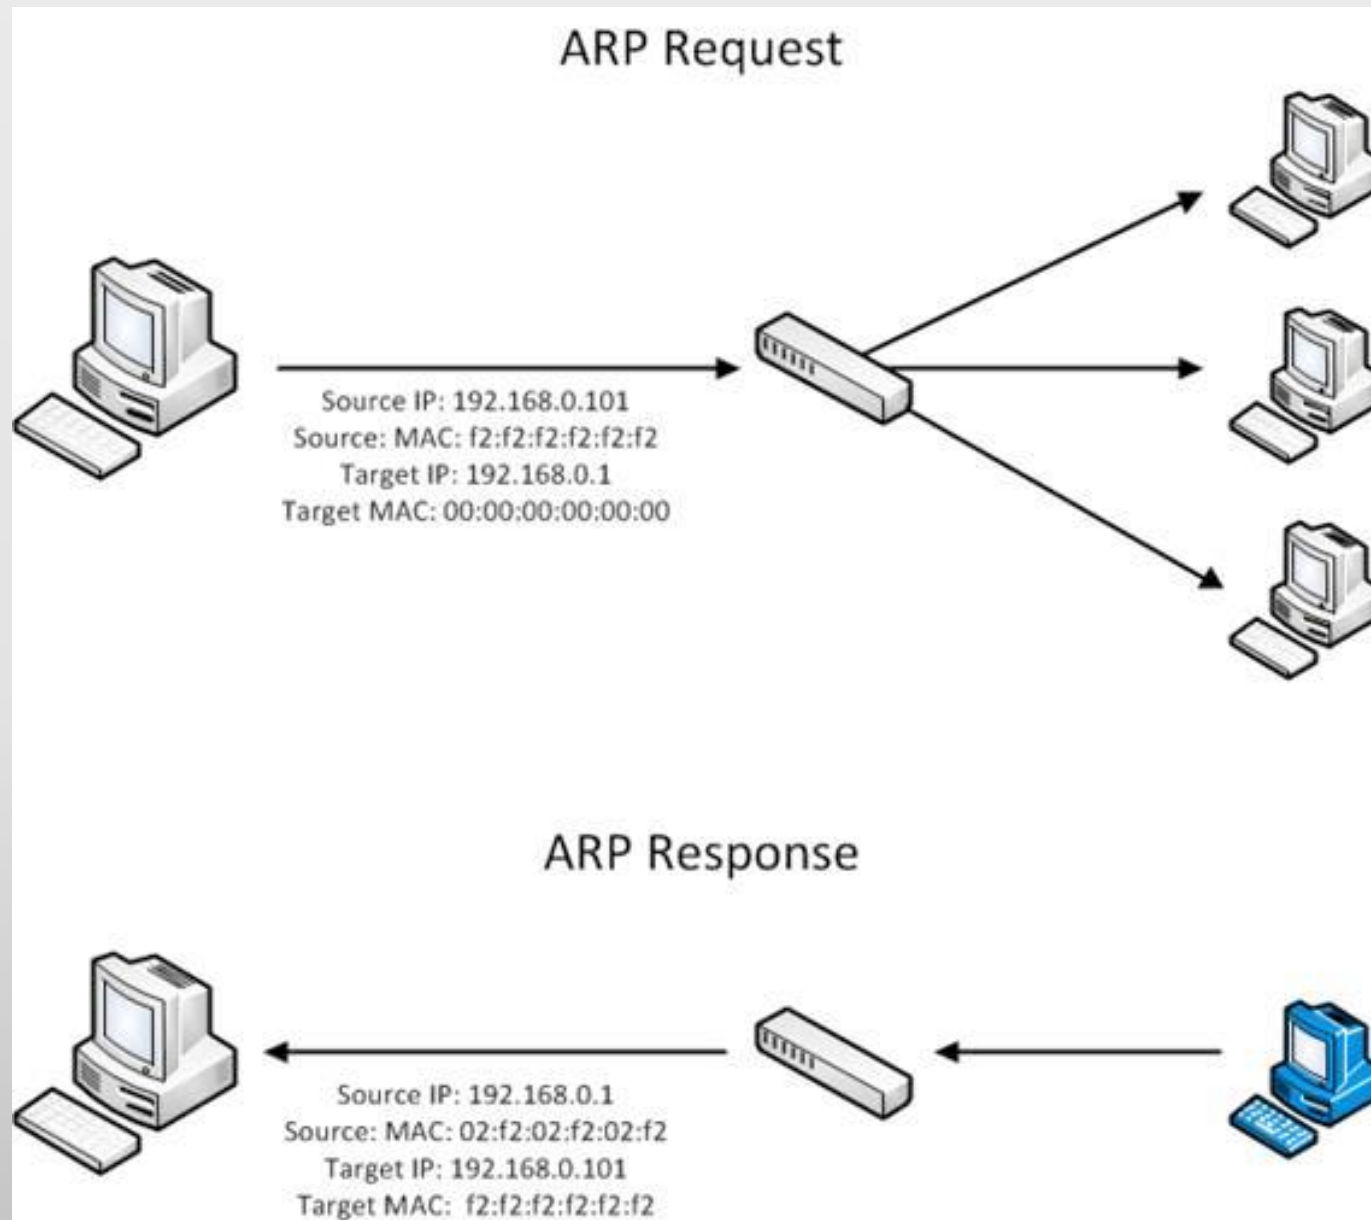 ARP Request
Source IP: 192.168.0.101
Source: MAC: f2:f2:f2:f2:f2:f2
Target IP: 192.168.0.1
Target MAC: 00:00:00:00:00:00
ARP Response
Source IP: 192.168.0.1
Source: MAC: 02:f2:02:f2:02:f2
Target IP: 192.168.0.101
Target MAC: f2:f2:f2:f2:f2:f2